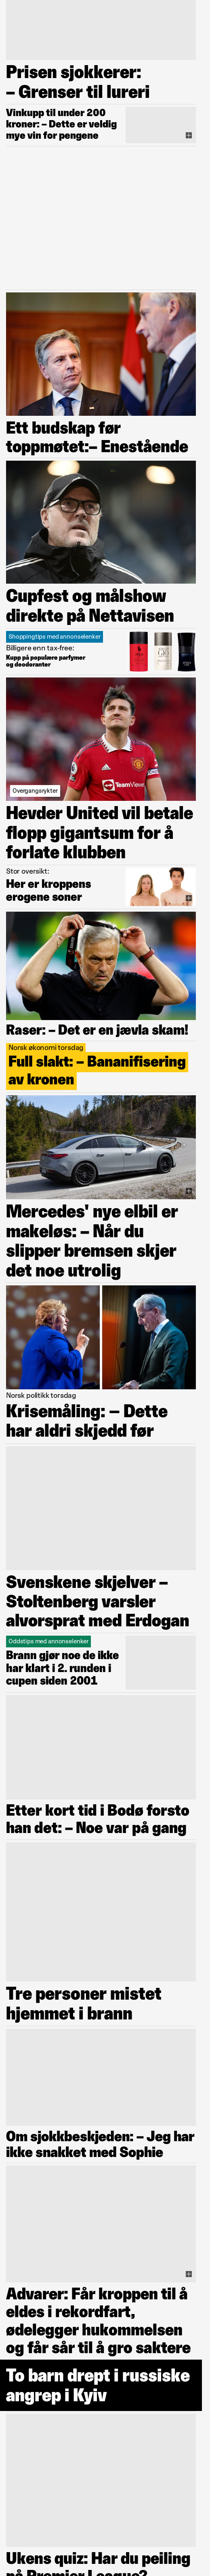 Prisen sjokkerer:
– Grenser til lureri
Vinkupp til under 200
kroner: – Dette er veldig
mye vin for pengene
Ett budskap før
toppmøtet:– Enestående
Cupfest og målshow
direkte på Nettavisen
Shoppingtips med annonselenker
Billigere enn tax-free:
Kupp på populære parfymer
og deodoranter
TeamViewer
Overgangsrykter
Hevder United vil betale
flopp gigantsum for å
forlate klubben
Stor oversikt:
Her er kroppens
erogene soner
Raser: – Det er en jævla skam!
Norsk økonomi torsdag
Full slakt: – Bananifisering
av kronen
Mercedes' nye elbil er
makeløs: – Når du
slipper bremsen skjer
det noe utrolig
Norsk politikk torsdag
Krisemåling: – Dette
har aldri skjedd før
Svenskene skjelver –
Stoltenberg varsler
alvorsprat med Erdogan
Oddstips med annonselenker
Brann gjør noe de ikke
har klart i 2. runden i
cupen siden 2001
Etter kort tid i Bodø forsto
han det: – Noe var på gang
Tre personer mistet
hjemmet i brann
Om sjokkbeskjeden: – Jeg har
ikke snakket med Sophie
Advarer: Får kroppen til å
eldes i rekordfart,
ødelegger hukommelsen
og får sår til å gro saktere
To barn drept i russiske
angrep i Kyiv
Ukens quiz: Har du peiling
på Premier League?